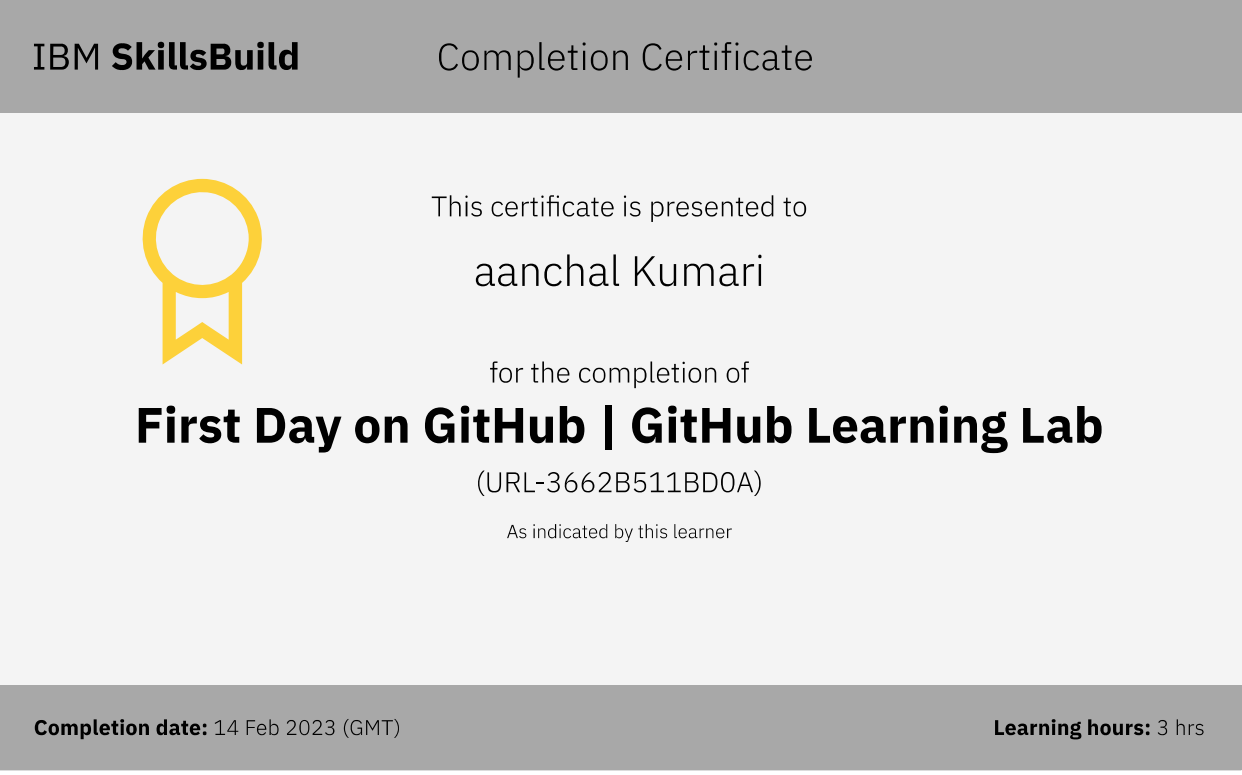 IBM SkillsBuild
Completion Certificate
This certificate is presented to
aanchal Kumari
for the completion of
First Day on GitHub | GitHub Learning Lab
(URL-3662B511BD0A)
As indicated by this learner
Completion date: 14 Feb 2023 (GMT)
Learning hours: 3 hrs